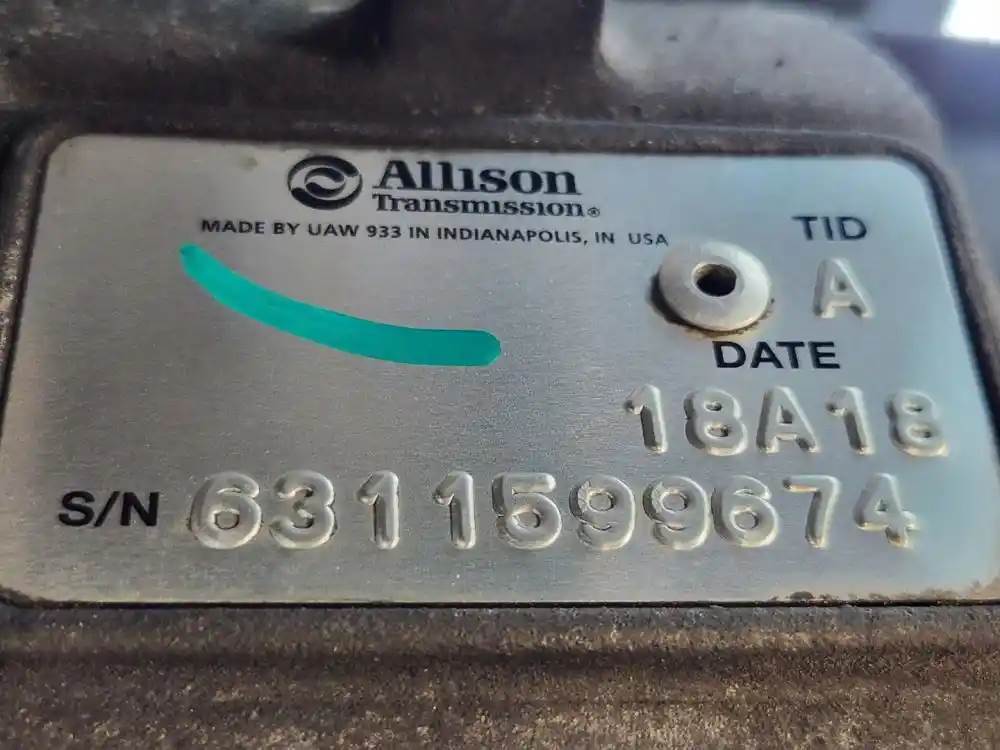 Allison
Transmission®
MADE BY UAW 933 IN INDIANAPOLIS, IN USA
TID
A
DATE
18A18
S/N 6311599674